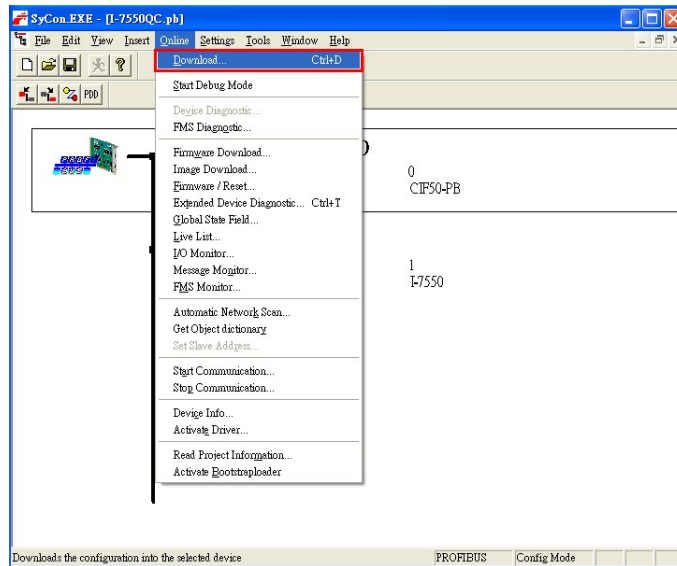 SyCon.EXE - [I-7550QC.pb]
File Edit View Insert Online Settings Tools Window Help
Download... Ctrl+D
Start Debug Mode
Device Diagnostic...
FMS Diagnostic...
Firmware Download...
Image Download...
Firmware / Reset...
Extended Device Diagnostic... Ctrl+T
Global State Field...
Live List...
I/O Monitor...
Message Monitor...
FMS Monitor...
Automatic Network Scan...
Get Object dictionary
Set Slave Address...
Start Communication...
Stop Communication...
Device Info...
Activate Driver...
Read Project Information...
Activate Bootstraploader
PDD
)
0
CIF50-PB
1
I-7550
Downloads the configuration into the selected device PROFIBUS Config Mode